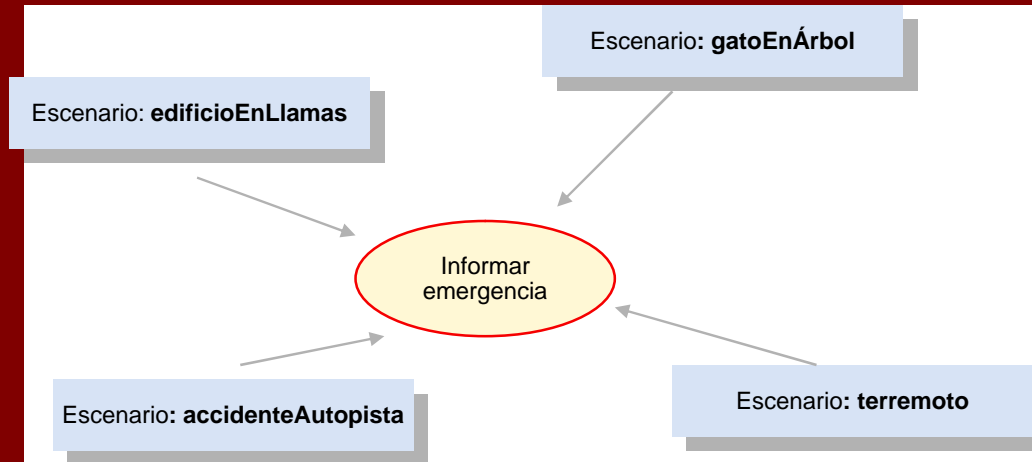 Escenario: gatoEnÁrbol
Escenario: edificioEnLlamas
Informar
emergencia
Escenario: accidenteAutopista
Escenario: terremoto